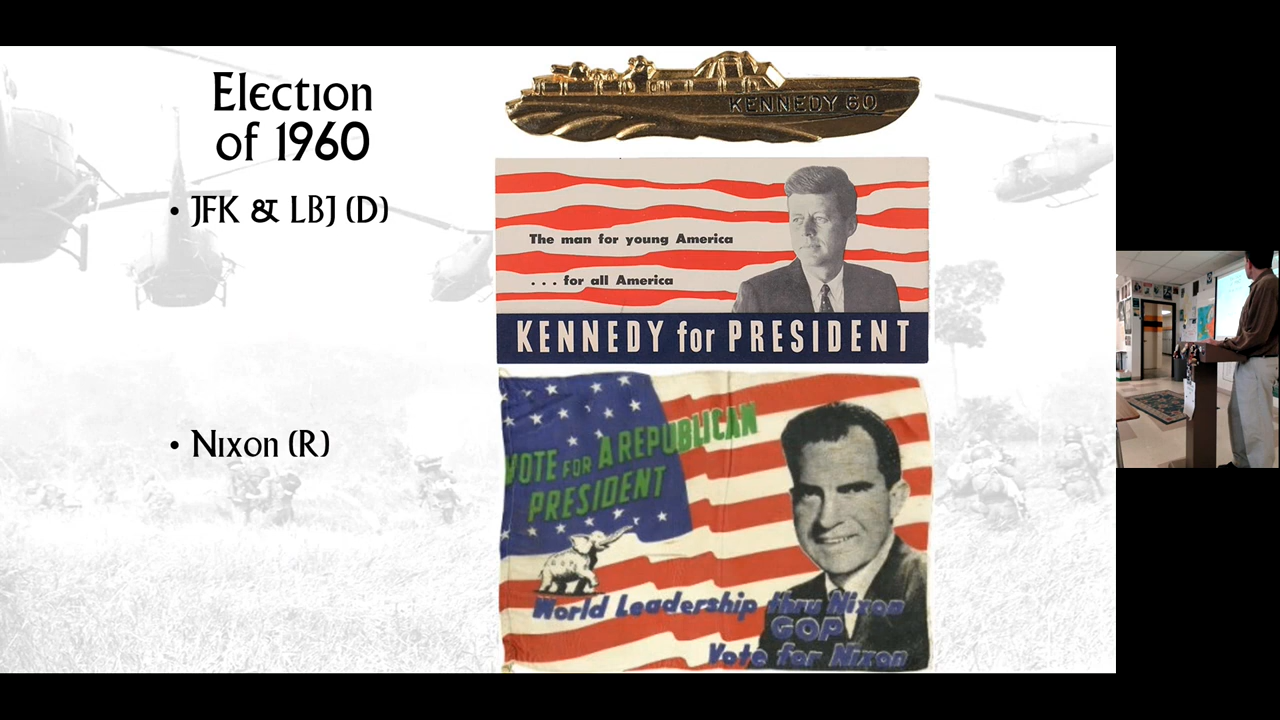 Election
of 1960
• JFK & LBJ (D)
• Nixon (R)
KENNEDY 60
The man for young America
. . . for all America
KENNEDY for PRESIDENT
VOTE FOR A REPUBLICAN
PRESIDENT
World Leadership thru Nixon
GOP
Vote for Nixon